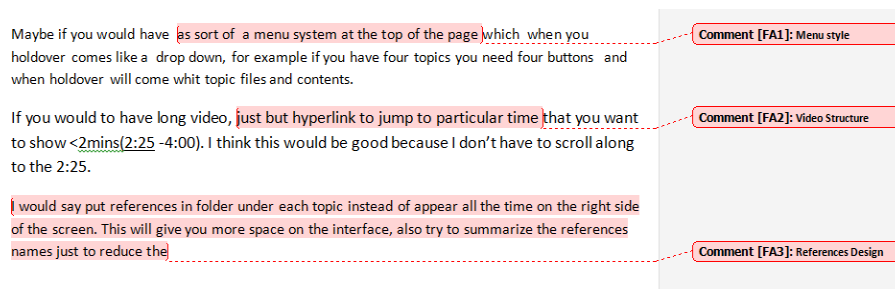 Maybe if you would have as sort of a menu system at the top of the page which when you
holdover comes like a drop down, for example if you have four topics you need four buttons and
when holdover will come whit topic files and contents.
If you would to have long video, just but hyperlink to jump to particular time that you want
to show <2mins(2:25 -4:00). I think this would be good because I don't have to scroll along
to the 2:25.
I would say put references in folder under each topic instead of appear all the time on the right side
of the screen. This will give you more space on the interface, also try to summarize the references
names just to reduce the
Comment [FA1]: Menu style
Comment [FA2]: Video Structure
Comment [FA3]: References Design